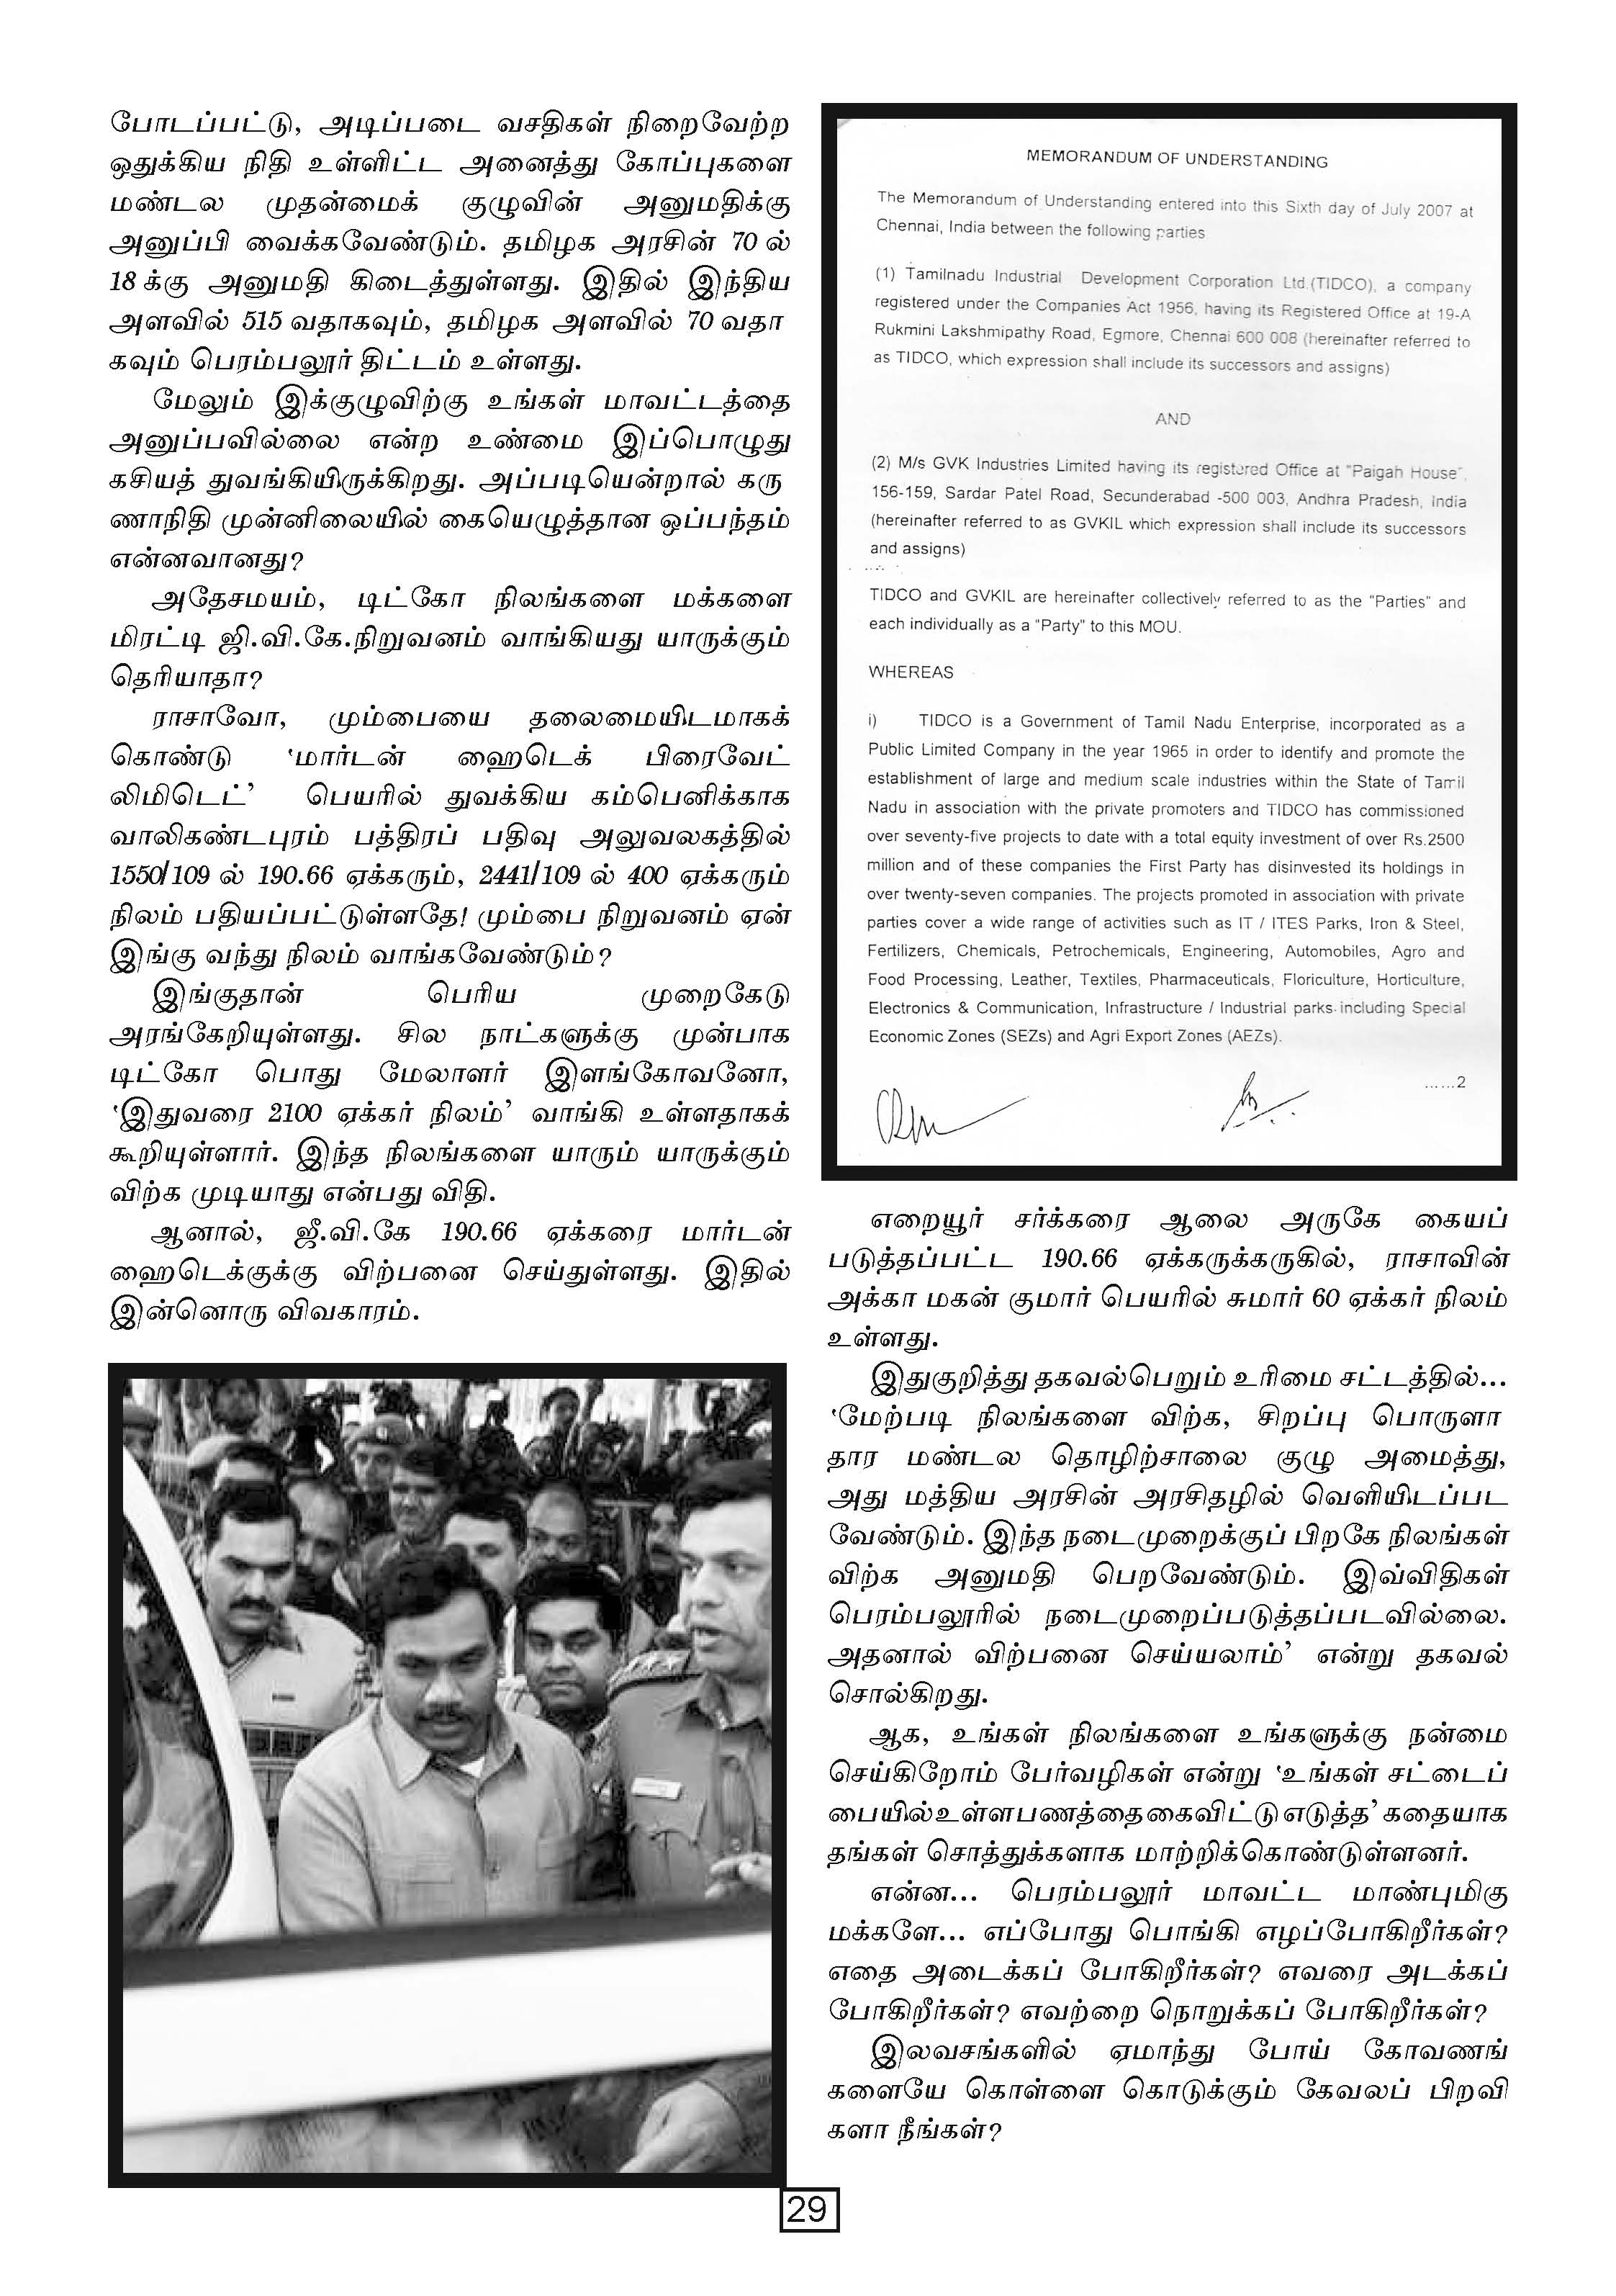 போடப்பட்டு, அடிப்படை வசதிகள் நிறைவேற்ற
ஒதுக்கிய நிதி உள்ளிட்ட அனைத்து கோப்புகளை
மண்டல முதன்மைக் குழுவின் அனுமதிக்கு
அனுப்பி வைக்கவேண்டும். தமிழக அரசின் 70 ல்
18 க்கு அனுமதி கிடைத்துள்ளது. இதில் இந்திய
அளவில் 515 வதாகவும், தமிழக அளவில் 70 வதா
கவும் பெரம்பலூர் திட்டம் உள்ளது.
மேலும் இக்குழுவிற்கு உங்கள் மாவட்டத்தை
அனுப்பவில்லை என்ற உண்மை இப்பொழுது
கசியத் துவங்கியிருக்கிறது. அப்படியென்றால் கரு
ணாநிதி முன்னிலையில் கையெழுத்தான ஒப்பந்தம்
என்னவானது?
அதேசமயம், டிட்கோ நிலங்களை மக்களை
மிரட்டி ஜி.வி.கே.நிறுவனம் வாங்கியது யாருக்கும்
தெரியாதா?
ராசாவோ, மும்பையை தலைமையிடமாகக்
கொண்டு ‘மார்டன் ஹைடெக் பிரைவேட்
லிமிடெட்’ பெயரில் துவக்கிய கம்பெனிக்காக
வாலிகண்டபுரம் பத்திரப் பதிவு அலுவலகத்தில்
1550/109 ல் 190.66 ஏக்கரும், 2441/109 ல் 400 ஏக்கரும்
நிலம் பதியப்பட்டுள்ளதே! மும்பை நிறுவனம் ஏன்
இங்கு வந்து நிலம் வாங்கவேண்டும்?
இங்குதான் பெரிய முறைகேடு
அரங்கேறியுள்ளது. சில நாட்களுக்கு முன்பாக
டிட்கோ பொது மேலாளர் இளங்கோவனோ,
‘இதுவரை 2100 ஏக்கர் நிலம்’ வாங்கி உள்ளதாகக்
கூறியுள்ளார். இந்த நிலங்களை யாரும் யாருக்கும்
விற்க முடியாது என்பது விதி.
ஆனால், ஜீ.வி.கே 190.66 ஏக்கரை மார்டன்
ஹைடெக்குக்கு விற்பனை செய்துள்ளது. இதில்
இன்னொரு விவகாரம்.
MEMORANDUM OF UNDERSTANDING
The Memorandum of Understanding entered into this Sixth day of July 2007 at
Chennai, India between the following parties
(1) Tamilnadu Industrial Development Corporation Ltd.(TIDCO), a company
registered under the Companies Act 1956, having its Registered Office at 19-A
Rukmini Lakshmipathy Road, Egmore, Chennai 600 008 (hereinafter referred to
as TIDCO, which expression shall include its successors and assigns)
AND
(2) M/s GVK Industries Limited having its registered Office at "Paigah House",
156-159, Sardar Patel Road, Secunderabad -500 003, Andhra Pradesh, India
(hereinafter referred to as GVKIL which expression shall include its successors
and assigns)
TIDCO and GVKIL are hereinafter collectively referred to as the "Parties" and
each individually as a "Party" to this MOU.
WHEREAS
i) TIDCO is a Government of Tamil Nadu Enterprise, incorporated as a
Public Limited Company in the year 1965 in order to identify and promote the
establishment of large and medium scale industries within the State of Tamil
Nadu in association with the private promoters and TIDCO has commissioned
over seventy-five projects to date with a total equity investment of over Rs.2500
million and of these companies the First Party has disinvested its holdings in
over twenty-seven companies. The projects promoted in association with private
parties cover a wide range of activities such as IT / ITES Parks, Iron & Steel,
Fertilizers, Chemicals, Petrochemicals, Engineering, Automobiles, Agro and
Food Processing, Leather, Textiles, Pharmaceuticals, Floriculture, Horticulture,
Electronics & Communication, Infrastructure / Industrial parks including Special
Economic Zones (SEZs) and Agri Export Zones (AEZs).
......2
எறையூர் சர்க்கரை ஆலை அருகே கையப்
படுத்தப்பட்ட 190.66 ஏக்கருக்கருகில், ராசாவின்
அக்கா மகன் குமார் பெயரில் சுமார் 60 ஏக்கர் நிலம்
உள்ளது.
இதுகுறித்து தகவல்பெறும் உரிமை சட்டத்தில்...
‘மேற்படி நிலங்களை விற்க, சிறப்பு பொருளா
தார மண்டல தொழிற்சாலை குழு அமைத்து,
அது மத்திய அரசின் அரசிதழில் வெளியிடப்பட
வேண்டும். இந்த நடைமுறைக்குப் பிறகே நிலங்கள்
விற்க அனுமதி பெறவேண்டும். இவ்விதிகள்
பெரம்பலூரில் நடைமுறைப்படுத்தப்படவில்லை.
அதனால் விற்பனை செய்யலாம்’ என்று தகவல்
சொல்கிறது.
ஆக, உங்கள் நிலங்களை உங்களுக்கு நன்மை
செய்கிறோம் பேர்வழிகள் என்று ‘உங்கள் சட்டைப்
பையில் உள்ள பணத்தை கைவிட்டு எடுத்த’ கதையாக
தங்கள் சொத்துக்களாக மாற்றிக்கொண்டுள்ளனர்.
என்ன... பெரம்பலூர் மாவட்ட மாண்புமிகு
மக்களே... எப்போது பொங்கி எழப்போகிறீர்கள்?
எதை அடைக்கப் போகிறீர்கள்? எவரை அடக்கப்
போகிறீர்கள்? எவற்றை நொறுக்கப் போகிறீர்கள்?
இலவசங்களில் ஏமாந்து போய் கோவணங்
களையே கொள்ளை கொடுக்கும் கேவலப் பிறவி
களா நீங்கள்?
29